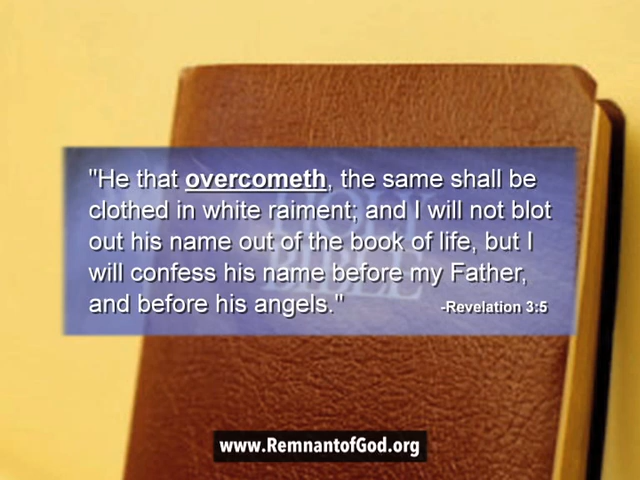 "He that overcometh, the same shall be
clothed in white raiment; and I will not blot
out his name out of the book of life, but I
will confess his name before my Father,
and before his angels." -Revelation 3:5
HOLY
BIBLE
www.RemnantofGod.org